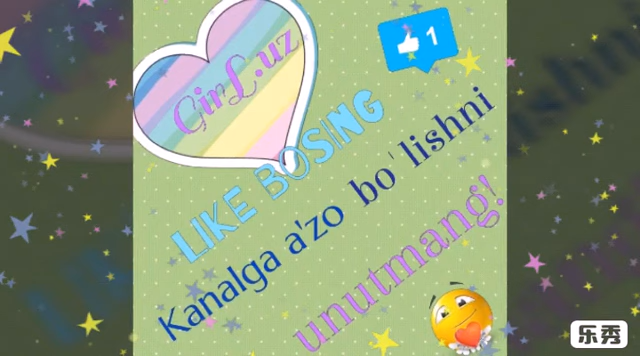 GirL.uz
1
LIKE BOSING
Kanalga a'zo bo'lishni
unutmang!
乐秀